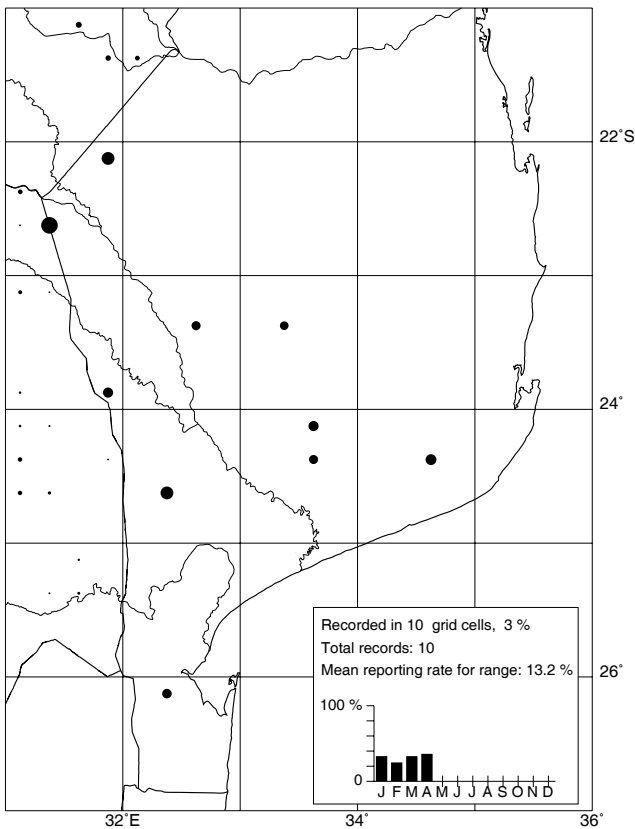 22˚S
24˚
Recorded in 10 grid cells, 3 %
Total records: 10
Mean reporting rate for range: 13.2 %
26˚
100 %
0
J F M A M J J A S O N D
32˚E
34˚
36˚